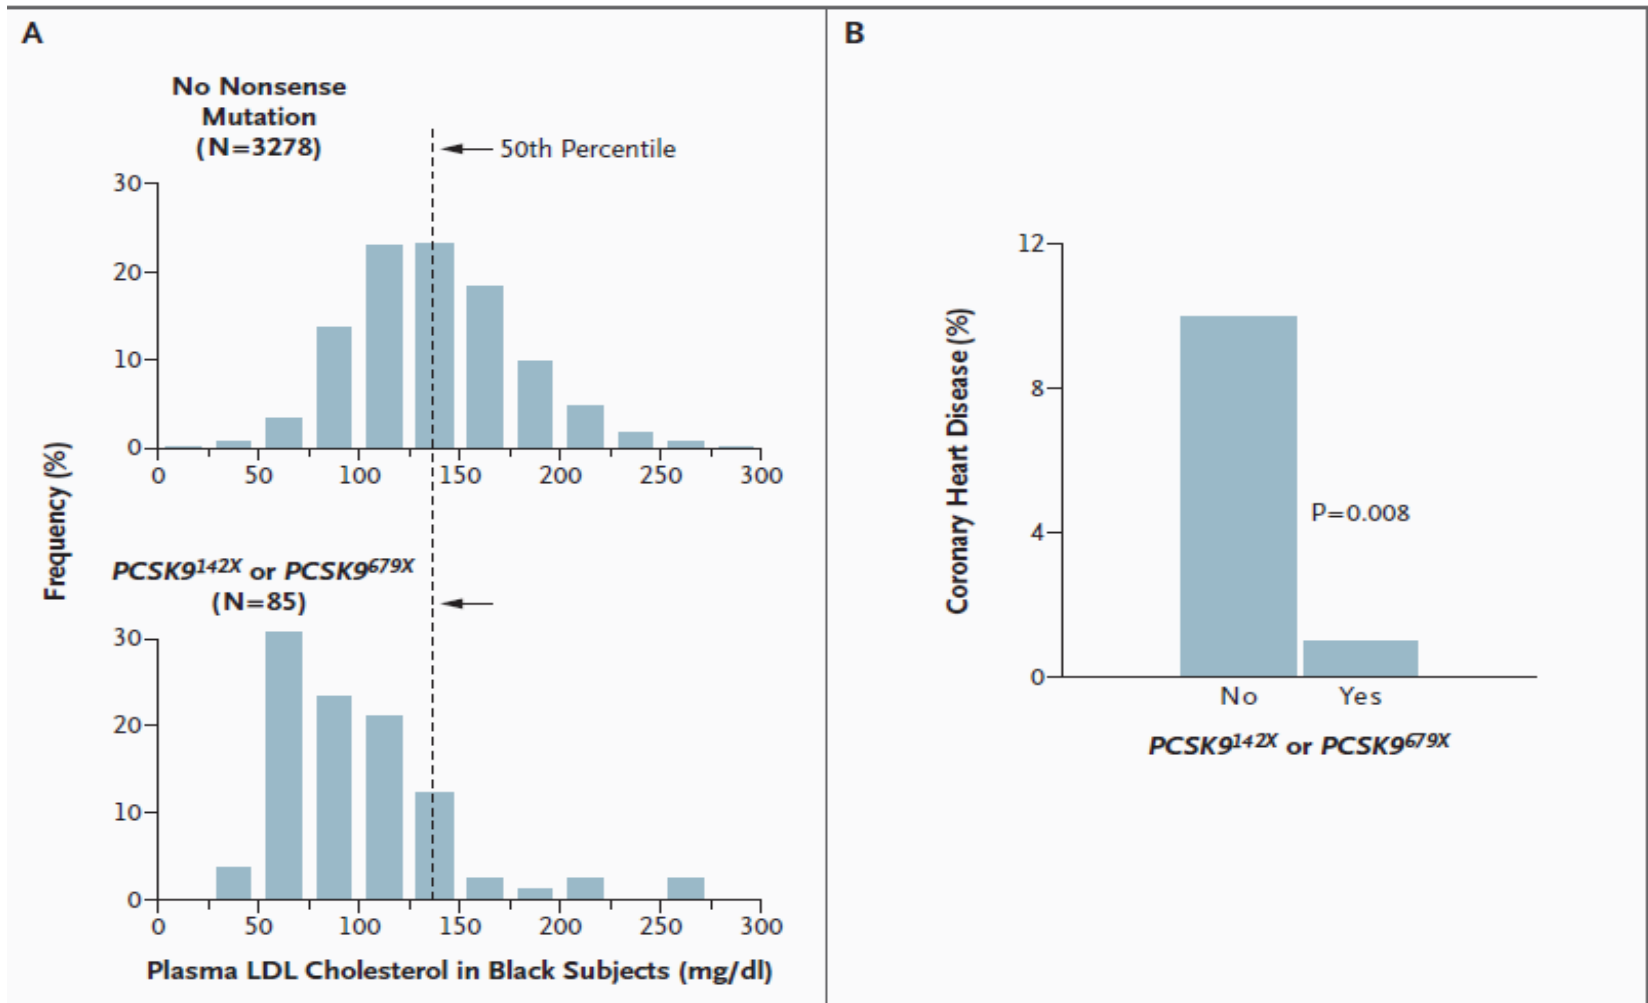 A
No Nonsense
Mutation
(N=3278)
50th Percentile
30
20
10
0
0 50 100 150 200 250 300
Frequency (%)
PCSK9142X or PCSK9679X
(N=85)
30
20
10
0
0 50 100 150 200 250 300
Plasma LDL Cholesterol in Black Subjects (mg/dl)
B
12
8
4
0
Coronary Heart Disease (%)
P=0.008
No Yes
PCSK9142X or PCSK9679X